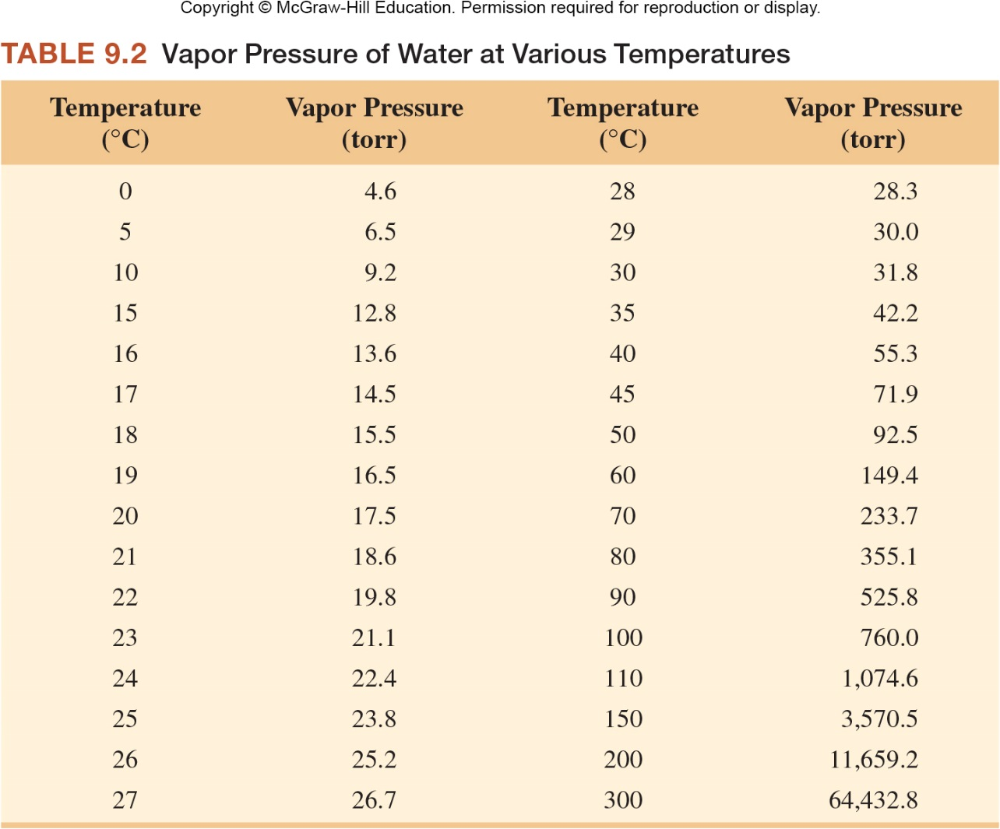 Copyright © McGraw-Hill Education. Permission required for reproduction or display.
TABLE 9.2 Vapor Pressure of Water at Various Temperatures
Temperature (°C) Vapor Pressure (torr) Temperature (°C) Vapor Pressure (torr)
0 4.6 28 28.3
5 6.5 29 30.0
10 9.2 30 31.8
15 12.8 35 42.2
16 13.6 40 55.3
17 14.5 45 71.9
18 15.5 50 92.5
19 16.5 60 149.4
20 17.5 70 233.7
21 18.6 80 355.1
22 19.8 90 525.8
23 21.1 100 760.0
24 22.4 110 1,074.6
25 23.8 150 3,570.5
26 25.2 200 11,659.2
27 26.7 300 64,432.8